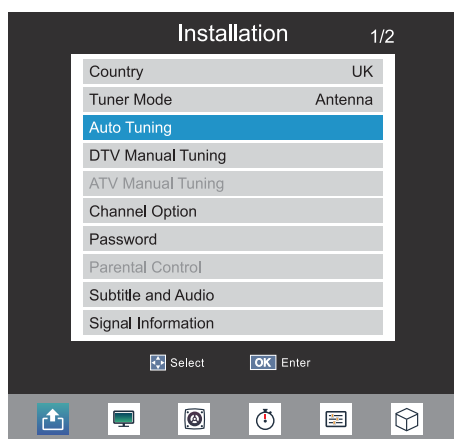 Installation 1/2
Country UK
Tuner Mode Antenna
Auto Tuning
DTV Manual Tuning
ATV Manual Tuning
Channel Option
Password
Parental Control
Subtitle and Audio
Signal Information
Select OK Enter
A